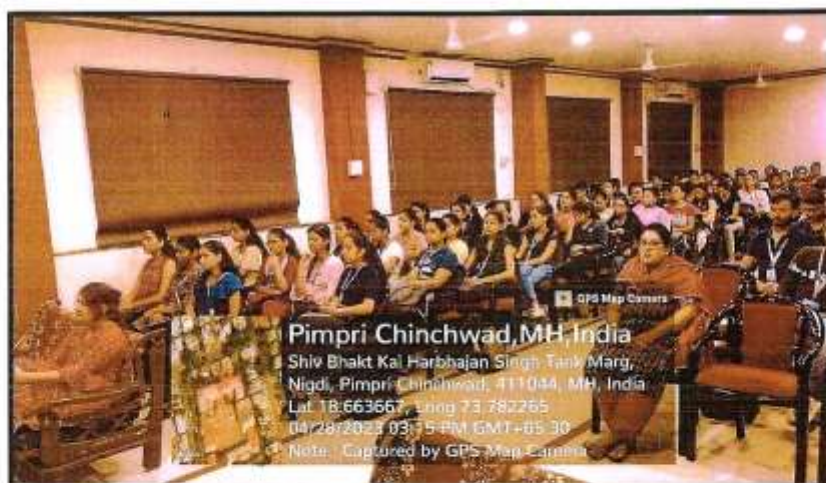 GPS Map Camera
Pimpri Chinchwad,MH,India
Shiv Bhakt Kai Harbhajan Singh Tank Marg,
Nigdi, Pimpri Chinchwad, 411044, MH, India
Lat 18.663667, Long 73.782265
04/28/2023 03:15 PM GMT+05:30
Note : Captured by GPS Map Camera